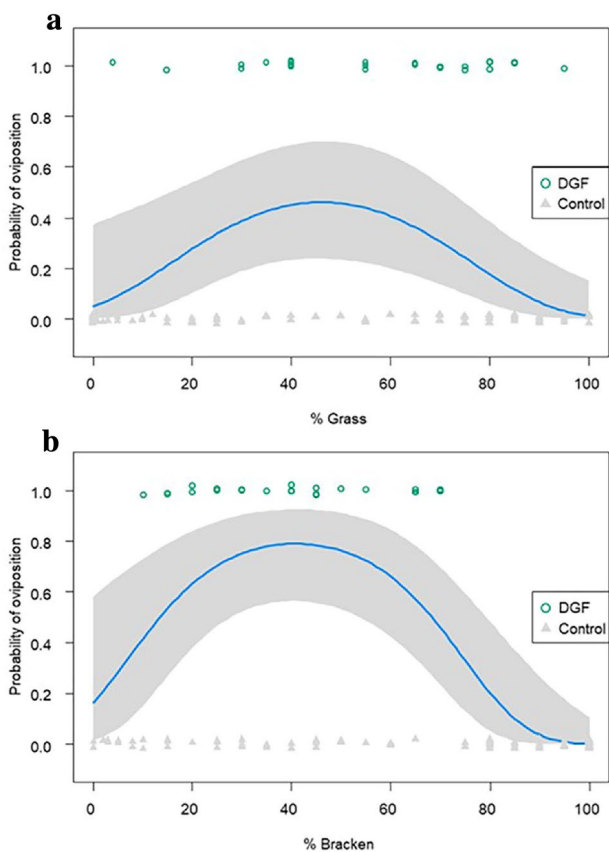 a
1.0
0.8
0.6
0.4
0.2
0.0
Probability of oviposition
DGF
Control
0 20 40 60 80 100
% Grass
b
1.0
0.8
0.6
0.4
0.2
0.0
Probability of oviposition
DGF
Control
0 20 40 60 80 100
% Bracken